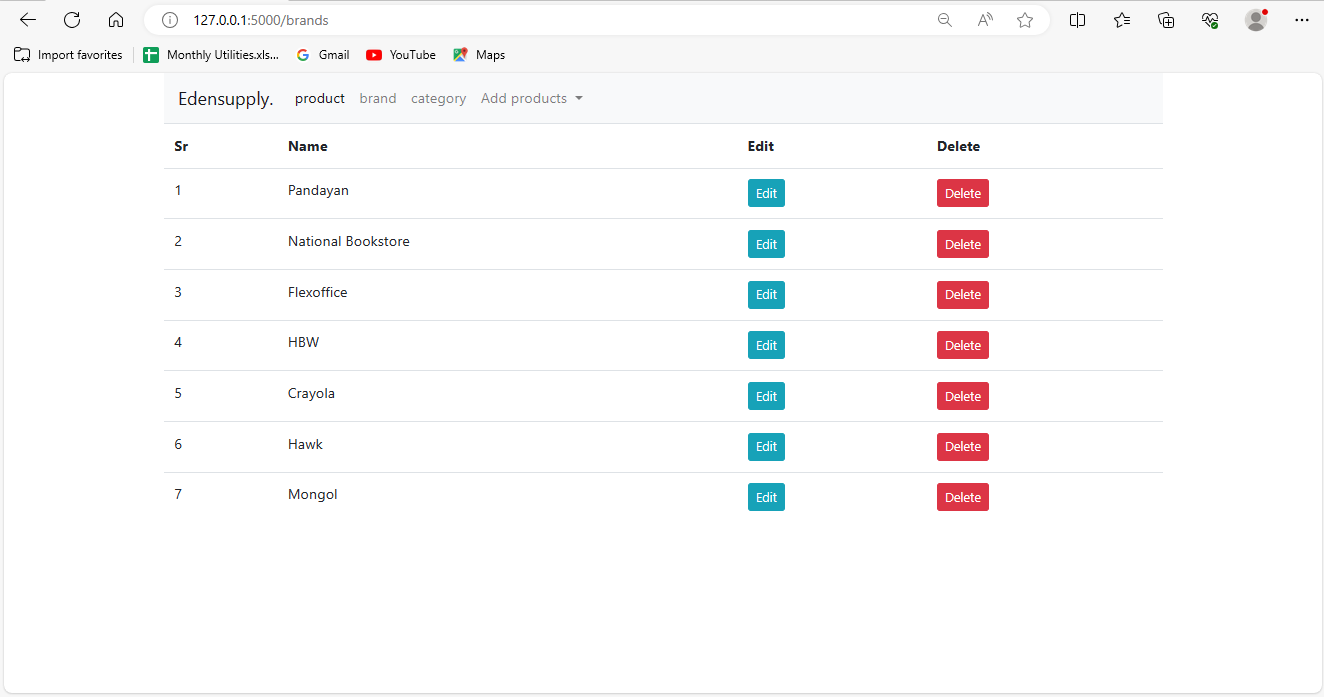 127.0.0.1:5000/brands
Import favorites Monthly Utilities.xls... Gmail YouTube Maps
Edensupply. product brand category Add products
Sr Name Edit Delete
1 Pandayan Edit Delete
2 National Bookstore Edit Delete
3 Flexoffice Edit Delete
4 HBW Edit Delete
5 Crayola Edit Delete
6 Hawk Edit Delete
7 Mongol Edit Delete